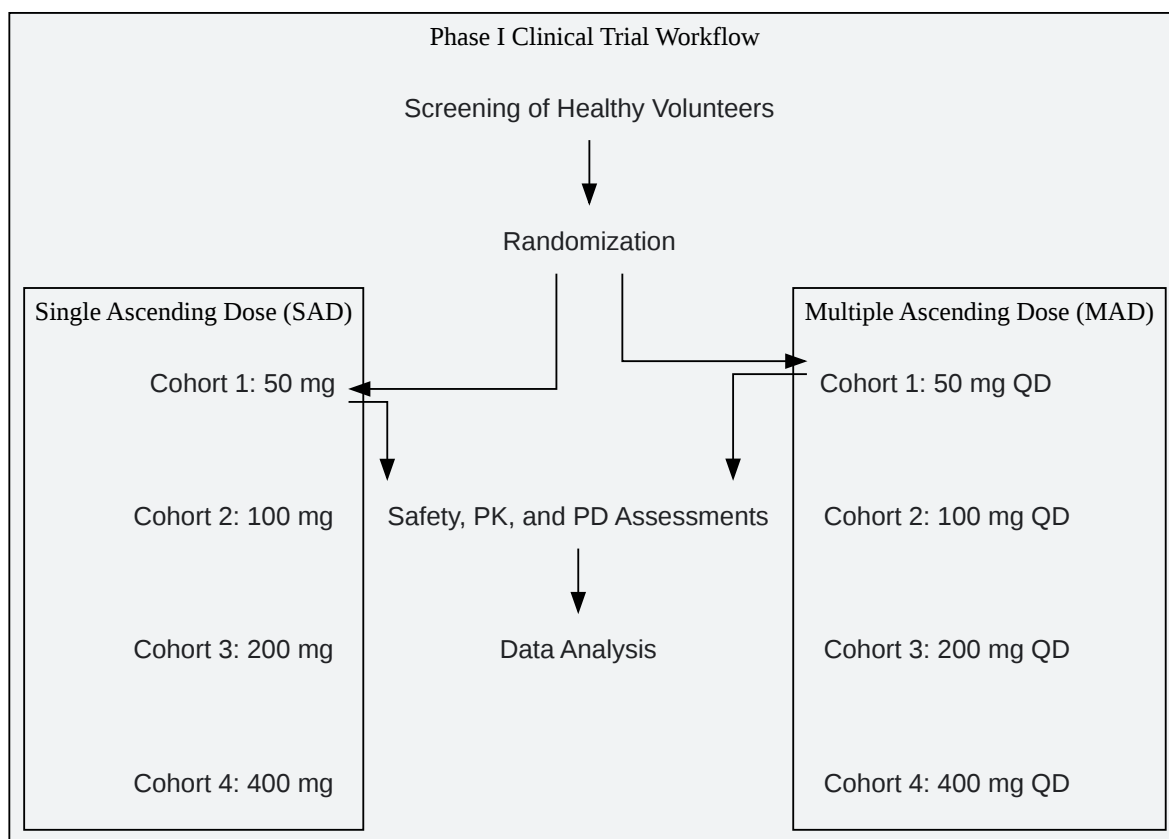 Phase I Clinical Trial Workflow
Screening of Healthy Volunteers
Randomization
Single Ascending Dose (SAD)
Cohort 1: 50 mg
Cohort 2: 100 mg
Cohort 3: 200 mg
Cohort 4: 400 mg
Multiple Ascending Dose (MAD)
Cohort 1: 50 mg QD
Cohort 2: 100 mg QD
Cohort 3: 200 mg QD
Cohort 4: 400 mg QD
Safety, PK, and PD Assessments
Data Analysis